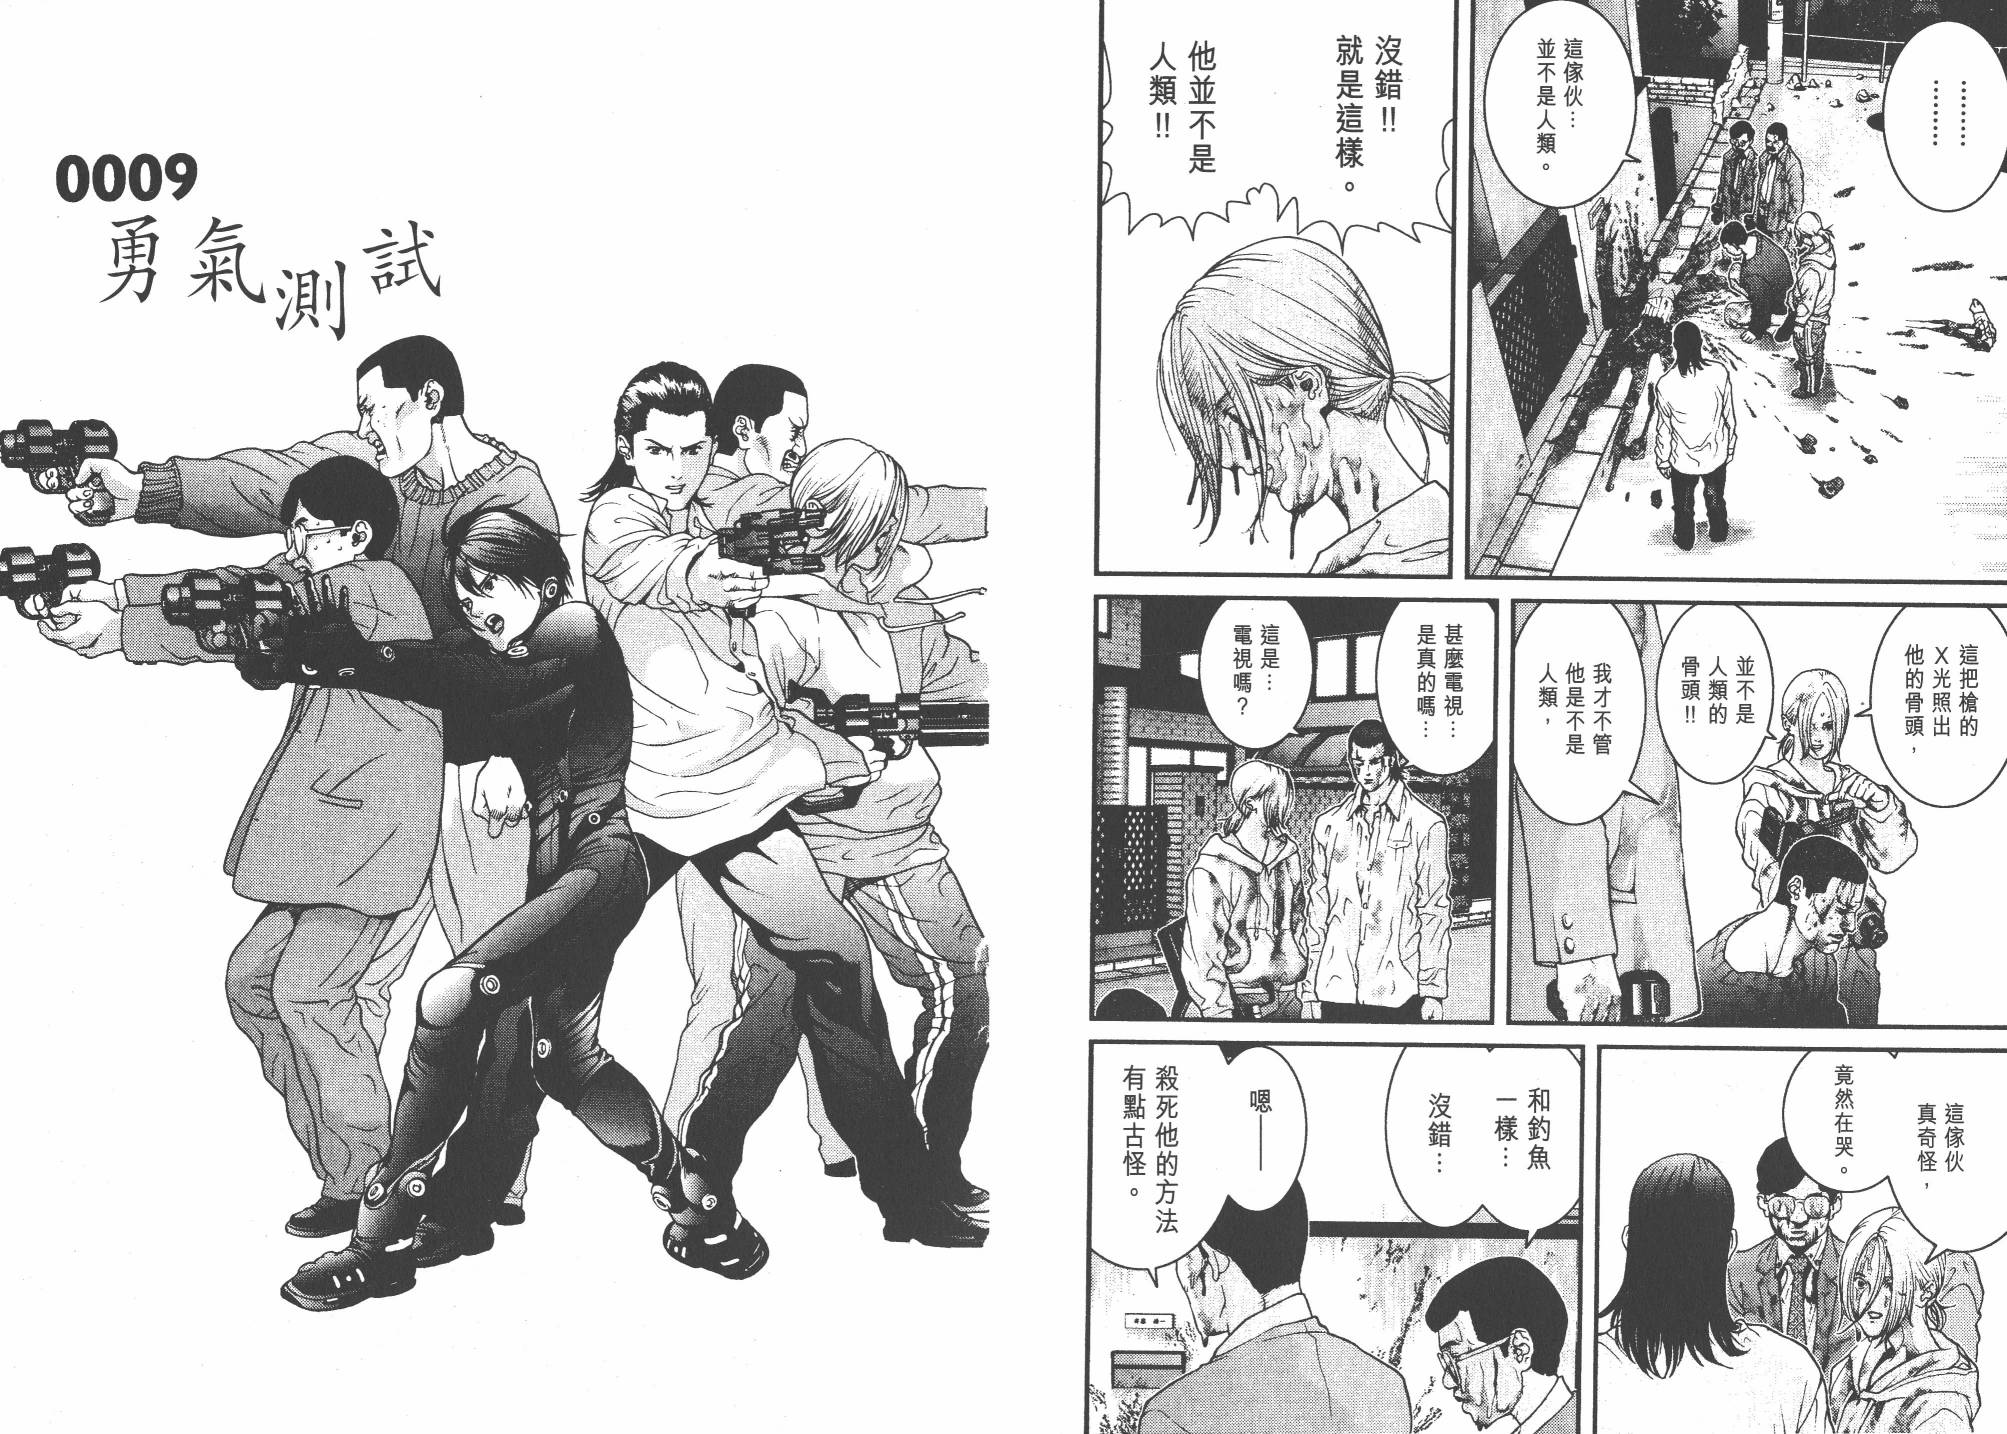 ………
………
這傢伙…
並不是人類。
沒錯!!
就是這樣。
他並不是
人類!!
這把槍的
X光照出
他的骨頭，
並不是
人類的
骨頭!!
我才不管
他是不是
人類，
甚麼電視…
是真的嗎…
這是…
電視嗎？
這傢伙
真奇怪，
竟然在哭。
和釣魚
一樣…
沒錯…
嗯——
殺死他的方法
有點古怪。
0009
勇氣測試